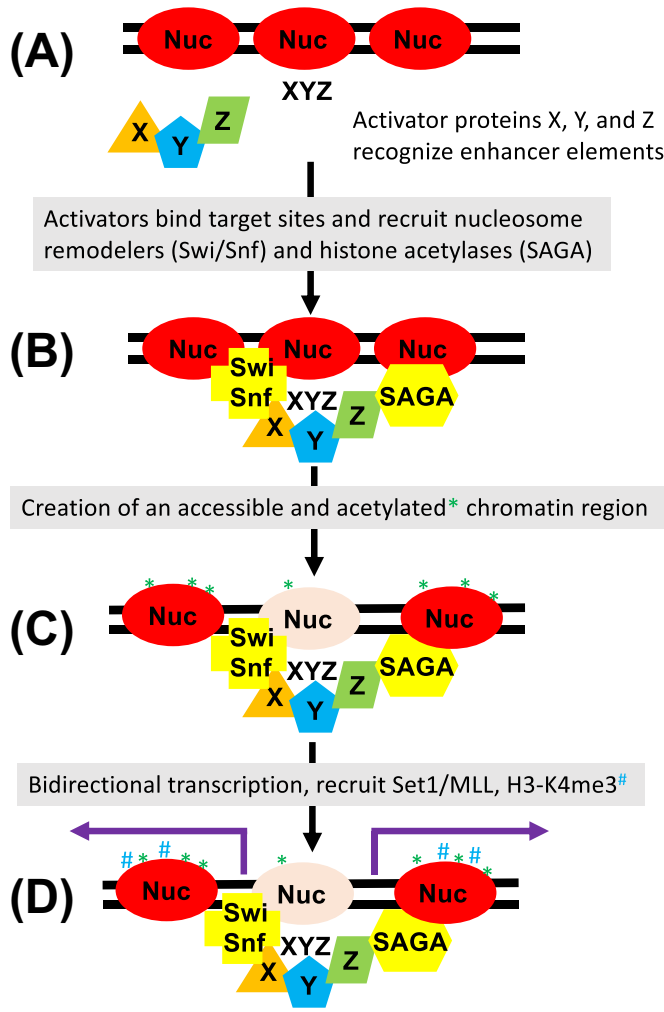 (A)
Nuc Nuc Nuc
XYZ
X Y Z
Activator proteins X, Y, and Z
recognize enhancer elements
Activators bind target sites and recruit nucleosome
remodelers (Swi/Snf) and histone acetylases (SAGA)
(B)
Nuc Nuc Nuc
Swi
Snf
XYZ
SAGA
X Y Z
Creation of an accessible and acetylated* chromatin region
* * * * * * *
(C)
Nuc Nuc Nuc
Swi
Snf
XYZ
SAGA
X Y Z
Bidirectional transcription, recruit Set1/MLL, H3-K4me3#
# * # * * * * # * # *
(D)
Nuc Nuc Nuc
Swi
Snf
XYZ
SAGA
X Y Z